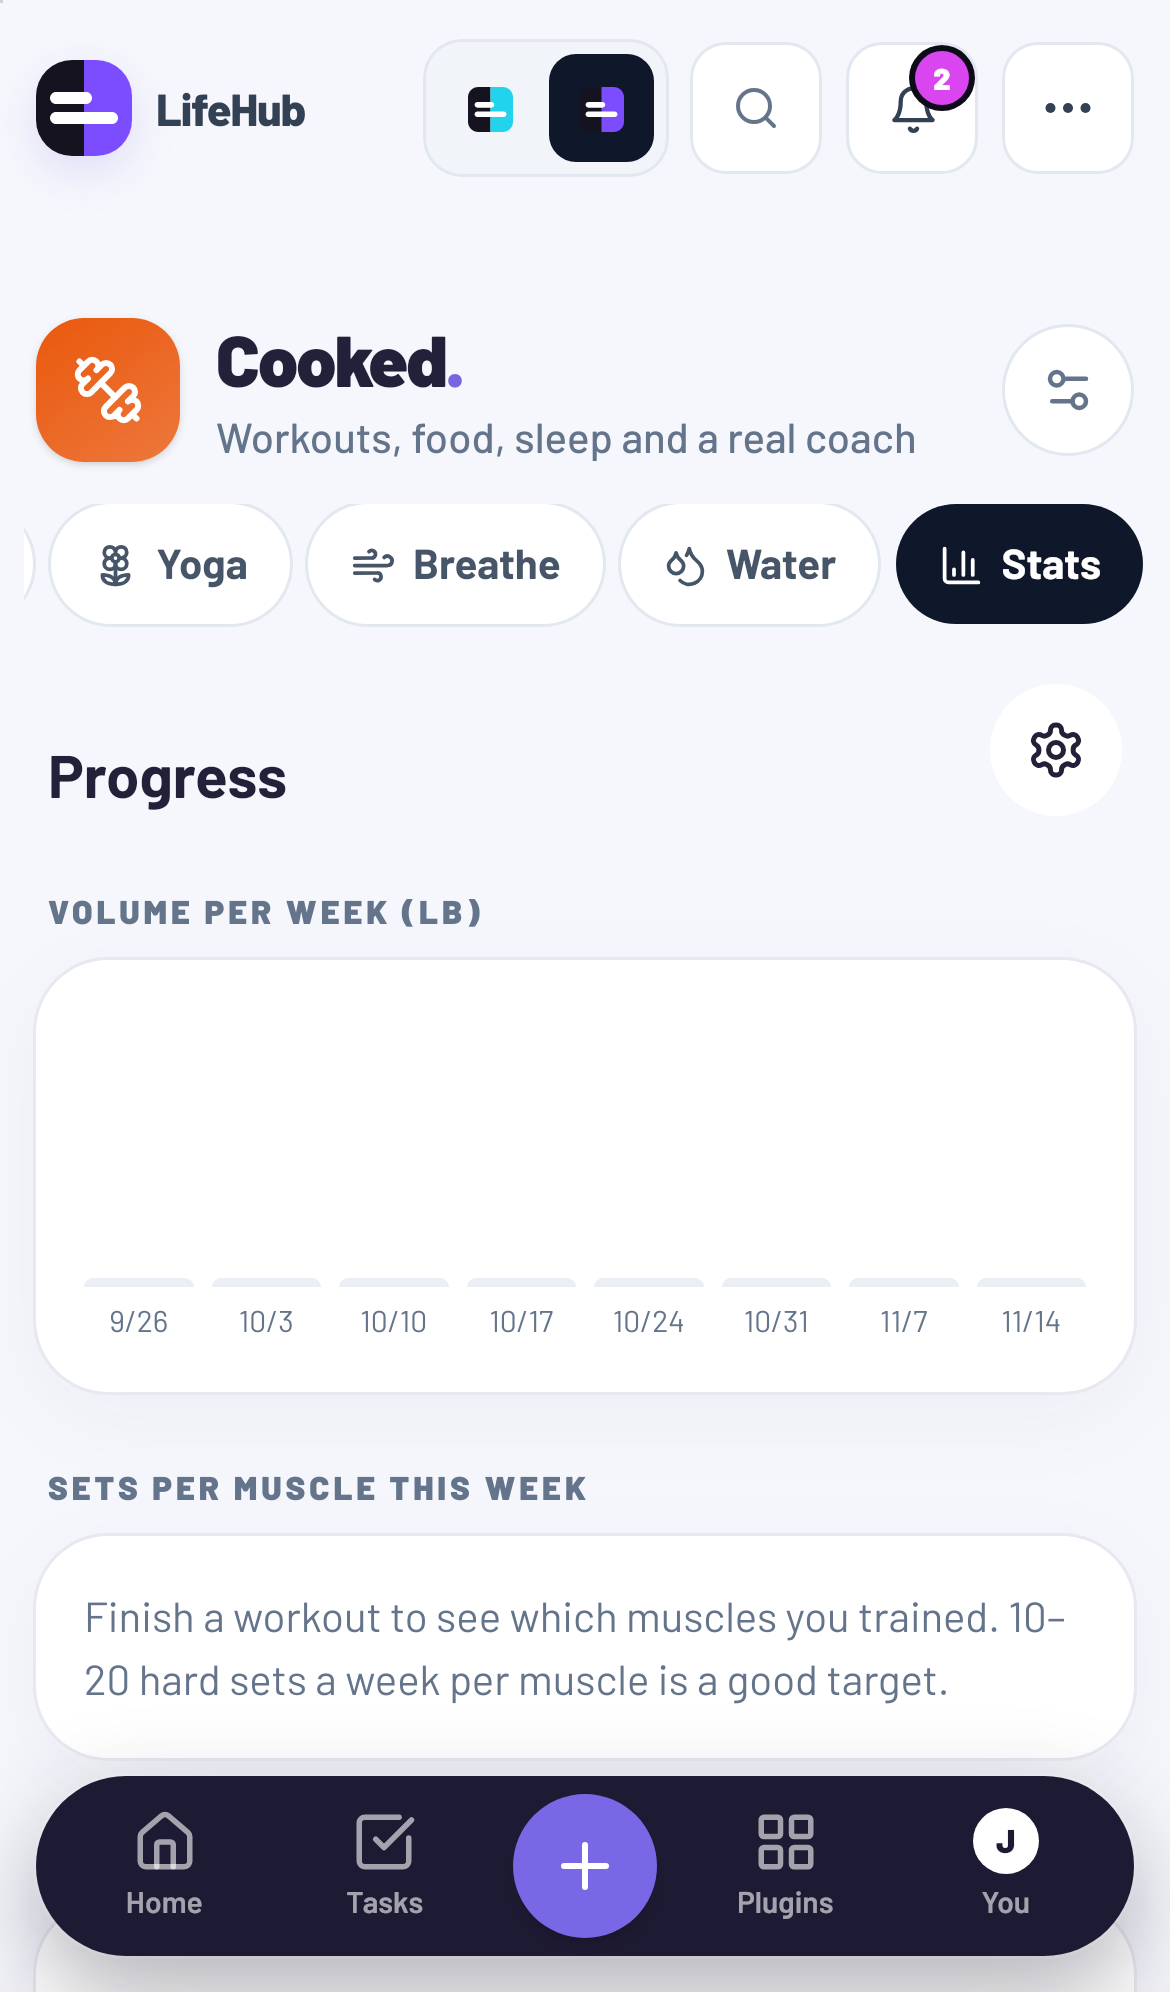 LifeHub
2
Cooked.
Workouts, food, sleep and a real coach
Yoga
Breathe
Water
Stats
Progress
VOLUME PER WEEK (LB)
9/26
10/3
10/10
10/17
10/24
10/31
11/7
11/14
SETS PER MUSCLE THIS WEEK
Finish a workout to see which muscles you trained. 10–
20 hard sets a week per muscle is a good target.
Home
Tasks
Plugins
J
You